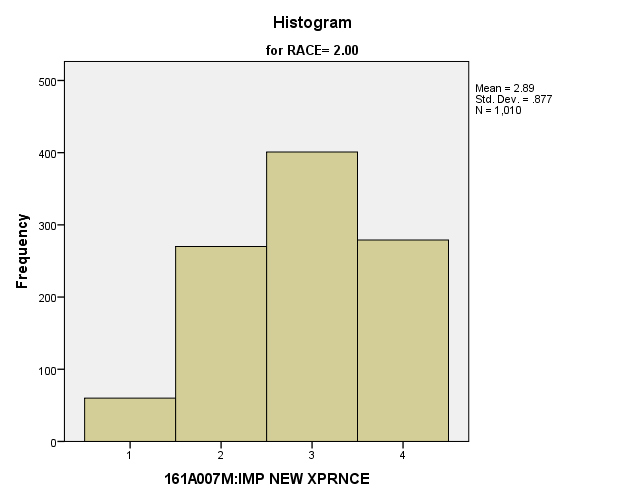 Histogram
for RACE= 2.00
Mean = 2.89
Std. Dev. = .877
N = 1,010
Frequency
500
400
300
200
100
0
1 2 3 4
161A007M:IMP NEW XPRNCE